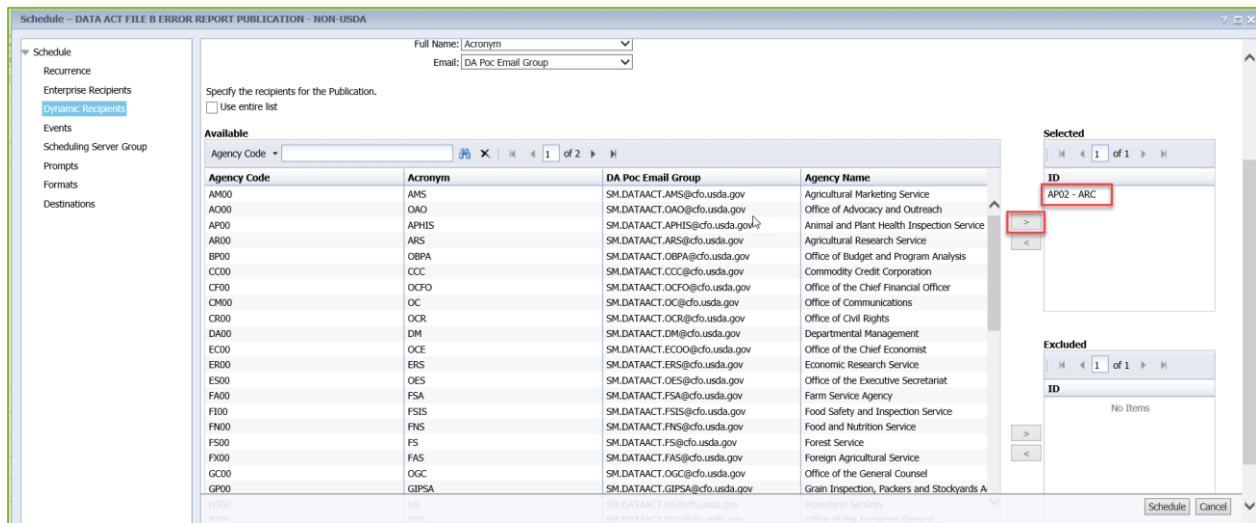 Schedule – DATA ACT FILE B ERROR REPORT PUBLICATION - NON-USDA
Schedule
Recurrence
Enterprise Recipients
Dynamic Recipients
Events
Scheduling Server Group
Prompts
Formats
Destinations
Full Name: Acronym
Email: DA Poc Email Group
Specify the recipients for the Publication.
Use entire list
Available
Agency Code 1 of 2
Agency Code Acronym DA Poc Email Group Agency Name
AM00 AMS SM.DATAACT.AMS@cfo.usda.gov Agricultural Marketing Service
AO00 OAO SM.DATAACT.OAO@cfo.usda.gov Office of Advocacy and Outreach
AP00 APHIS SM.DATAACT.APHIS@cfo.usda.gov Animal and Plant Health Inspection Service
AR00 ARS SM.DATAACT.ARS@cfo.usda.gov Agricultural Research Service
BP00 OBPA SM.DATAACT.OBPA@cfo.usda.gov Office of Budget and Program Analysis
CC00 CCC SM.DATAACT.CCC@cfo.usda.gov Commodity Credit Corporation
CF00 OCFO SM.DATAACT.OCFO@cfo.usda.gov Office of the Chief Financial Officer
CM00 OC SM.DATAACT.OC@cfo.usda.gov Office of Communications
CR00 OCR SM.DATAACT.OCR@cfo.usda.gov Office of Civil Rights
DA00 DM SM.DATAACT.DM@cfo.usda.gov Departmental Management
EC00 OCE SM.DATAACT.ECOO@cfo.usda.gov Office of the Chief Economist
ER00 ERS SM.DATAACT.ERS@cfo.usda.gov Economic Research Service
ES00 OES SM.DATAACT.OES@cfo.usda.gov Office of the Executive Secretariat
FA00 FSA SM.DATAACT.FSA@cfo.usda.gov Farm Service Agency
FI00 FSIS SM.DATAACT.FSIS@cfo.usda.gov Food Safety and Inspection Service
FN00 FNS SM.DATAACT.FNS@cfo.usda.gov Food and Nutrition Service
FS00 FS SM.DATAACT.FS@cfo.usda.gov Forest Service
FX00 FAS SM.DATAACT.FAS@cfo.usda.gov Foreign Agricultural Service
GC00 OGC SM.DATAACT.OGC@cfo.usda.gov Office of the General Counsel
GP00 GIPSA SM.DATAACT.GIPSA@cfo.usda.gov Grain Inspection, Packers and Stockyards A
HS00 HS SM.DATAACT.HS@cfo.usda.gov Homeland Security
Selected
1 of 1
ID
AP02 - ARC
>
<
Excluded
1 of 1
ID
No Items
>
<
Schedule Cancel